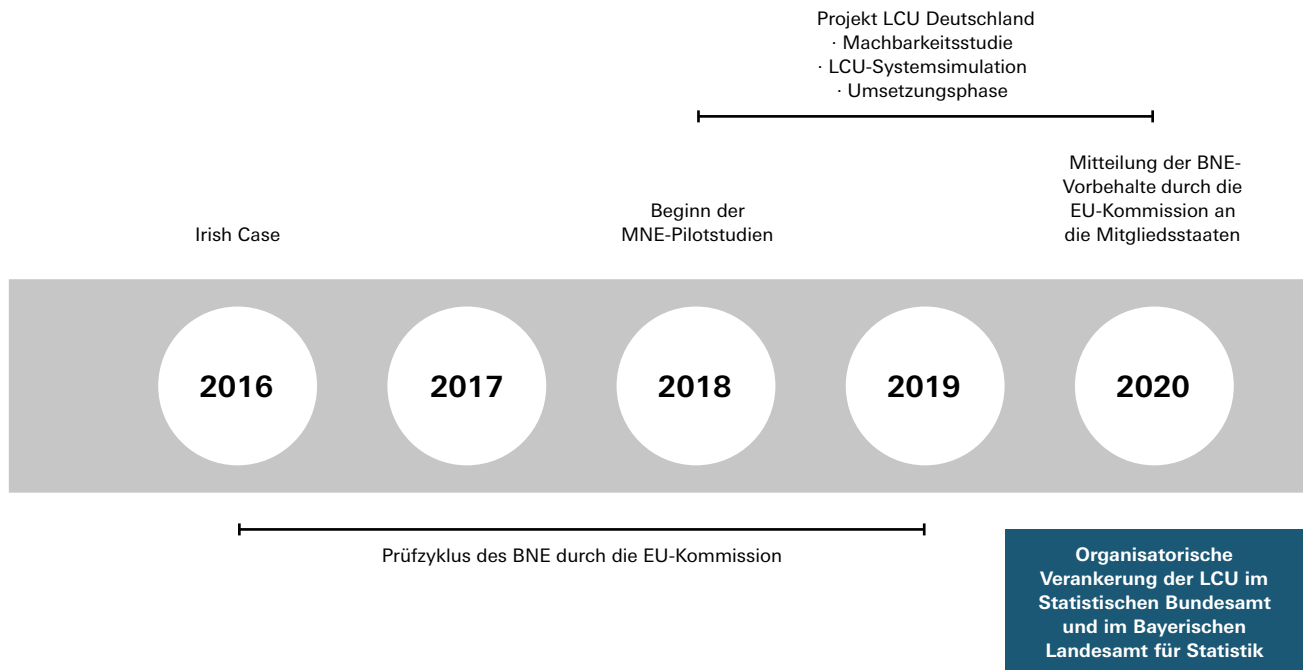 Projekt LCU Deutschland
· Machbarkeitsstudie
· LCU-Systemsimulation
· Umsetzungsphase
Irish Case
Beginn der
MNE-Pilotstudien
Mitteilung der BNE-
Vorbehalte durch die
EU-Kommission an
die Mitgliedsstaaten
2016
2017
2018
2019
2020
Prüfzyklus des BNE durch die EU-Kommission
Organisatorische
Verankerung der LCU im
Statistischen Bundesamt
und im Bayerischen
Landesamt für Statistik